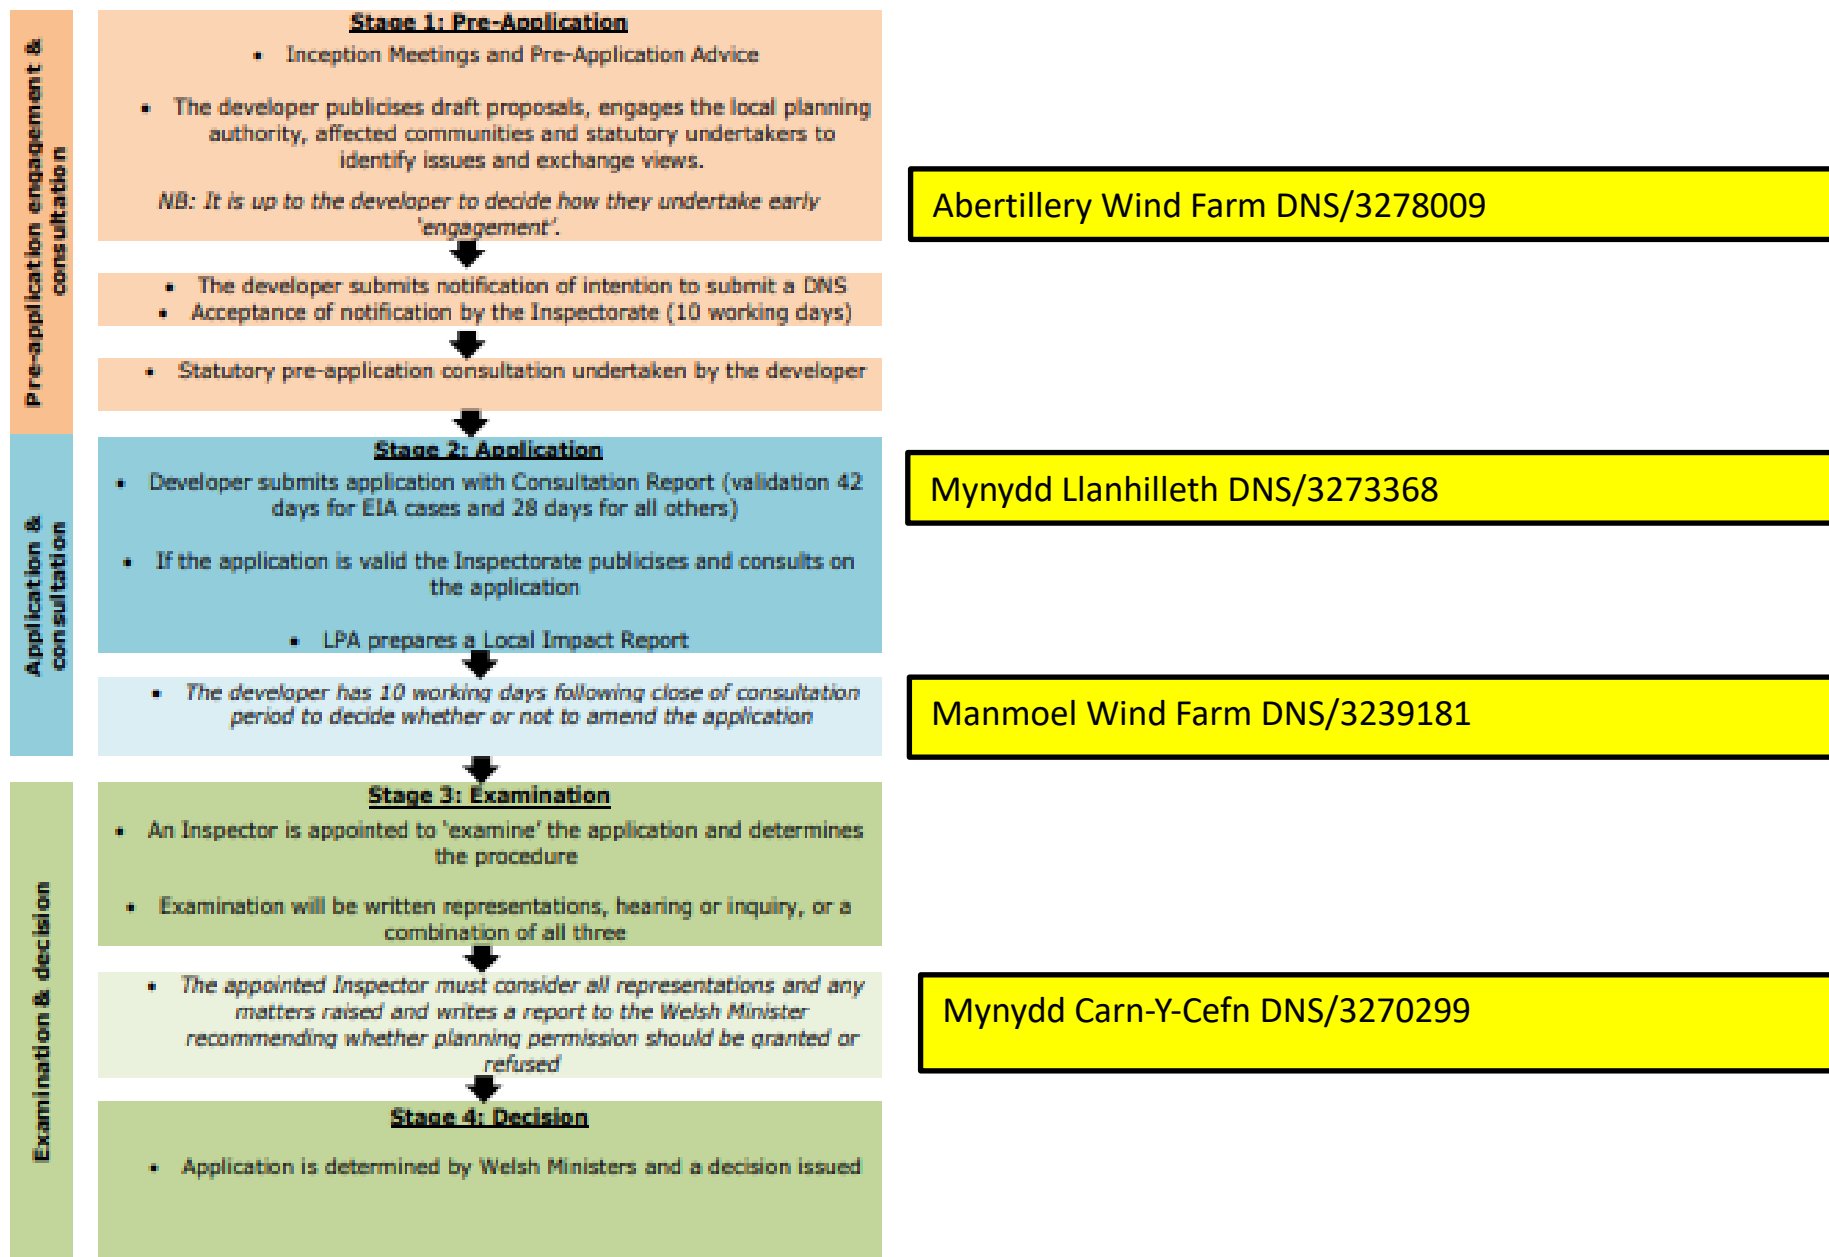 Pre-application engagement &
consultation
Stage 1: Pre-Application
• Inception Meetings and Pre-Application Advice
• The developer publicises draft proposals, engages the local planning
authority, affected communities and statutory undertakers to
identify issues and exchange views.
NB: It is up to the developer to decide how they undertake early
'engagement'.
Abertillery Wind Farm DNS/3278009
• The developer submits notification of intention to submit a DNS
• Acceptance of notification by the Inspectorate (10 working days)
• Statutory pre-application consultation undertaken by the developer
Application &
consultation
Stage 2: Application
• Developer submits application with Consultation Report (validation 42
days for EIA cases and 28 days for all others)
Mynydd Llanhilleth DNS/3273368
• If the application is valid the Inspectorate publicises and consults on
the application
• LPA prepares a Local Impact Report
• The developer has 10 working days following close of consultation
period to decide whether or not to amend the application
Manmoel Wind Farm DNS/3239181
Examination & decision
Stage 3: Examination
• An Inspector is appointed to 'examine' the application and determines
the procedure
• Examination will be written representations, hearing or inquiry, or a
combination of all three
• The appointed Inspector must consider all representations and any
matters raised and writes a report to the Welsh Minister
recommending whether planning permission should be granted or
refused
Mynydd Carn-Y-Cefn DNS/3270299
Stage 4: Decision
• Application is determined by Welsh Ministers and a decision issued